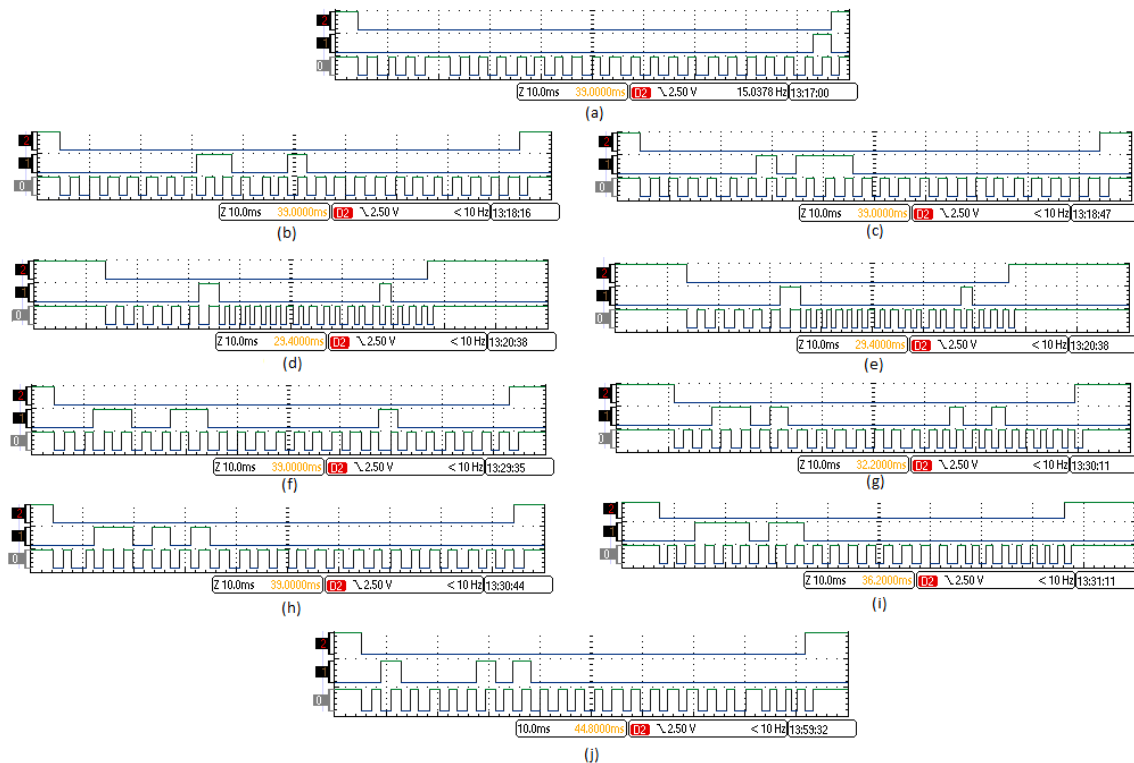 2
1
0
Z 10.0ms 39.0000ms D2 2.50 V 15.0378 Hz 13:17:00
(a)
2
1
0
Z 10.0ms 39.0000ms D2 2.50 V < 10 Hz 13:18:16
(b)
2
1
0
Z 10.0ms 39.0000ms D2 2.50 V < 10 Hz 13:18:47
(c)
2
1
0
Z 10.0ms 29.4000ms D2 2.50 V < 10 Hz 13:20:38
(d)
2
1
0
Z 10.0ms 29.4000ms D2 2.50 V < 10 Hz 13:20:38
(e)
2
1
0
Z 10.0ms 39.0000ms D2 2.50 V < 10 Hz 13:29:35
(f)
2
1
0
Z 10.0ms 32.2000ms D2 2.50 V < 10 Hz 13:30:11
(g)
2
1
0
Z 10.0ms 39.0000ms D2 2.50 V < 10 Hz 13:30:44
(h)
2
1
0
Z 10.0ms 36.2000ms D2 2.50 V < 10 Hz 13:31:11
(i)
2
1
0
10.0ms 44.8000ms D2 2.50 V < 10 Hz 13:59:32
(j)